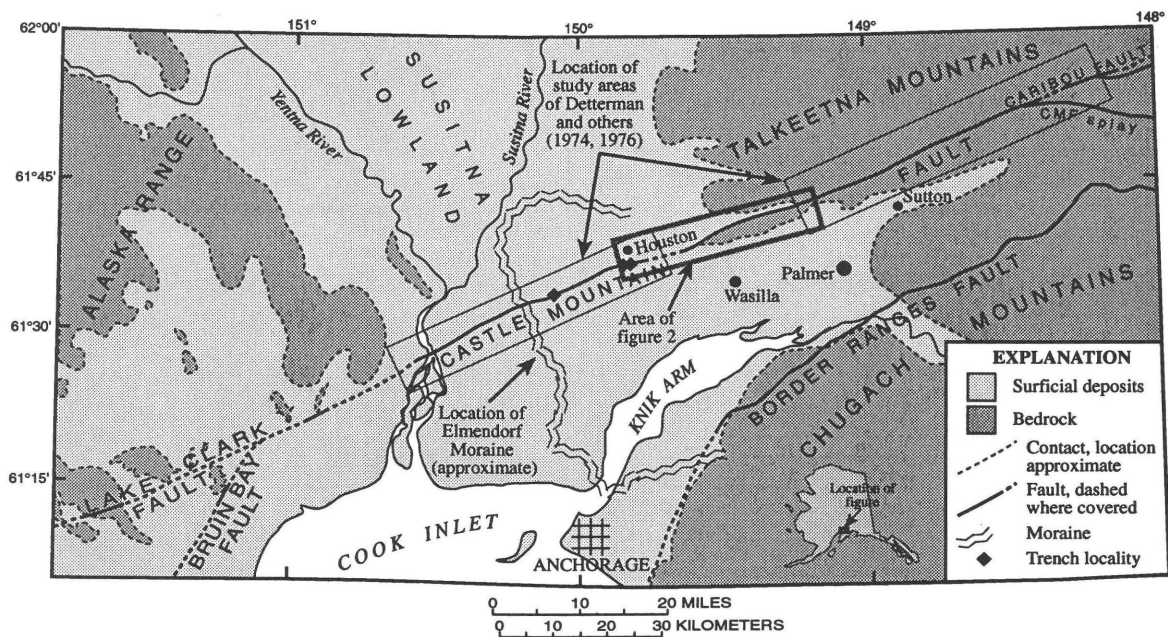 62°00'
151°
150°
149°
148°
61°45'
61°30'
61°15'
Yentna River
SUSITNA
LOWLAND
Susitna River
Location of
study areas
of Detterman
and others
(1974, 1976)
TALKEETNA MOUNTAINS
CARIBOU FAULT
CMF splay
ALASKA RANGE
Houston
Sutton
CASTLE MOUNTAIN FAULT
Palmer
Wasilla
Area of
figure 2
Location of
Elmendorf
Moraine
(approximate)
KNIK ARM
BORDER RANGES FAULT
CHUGACH MOUNTAINS
LAKE CLARK
FAULT
BRUIN BAY
FAULT
COOK INLET
ANCHORAGE
EXPLANATION
Surficial deposits
Bedrock
Contact, location
approximate
Fault, dashed
where covered
Moraine
Trench locality
Location of
figure
0 10 20 MILES
0 10 20 30 KILOMETERS